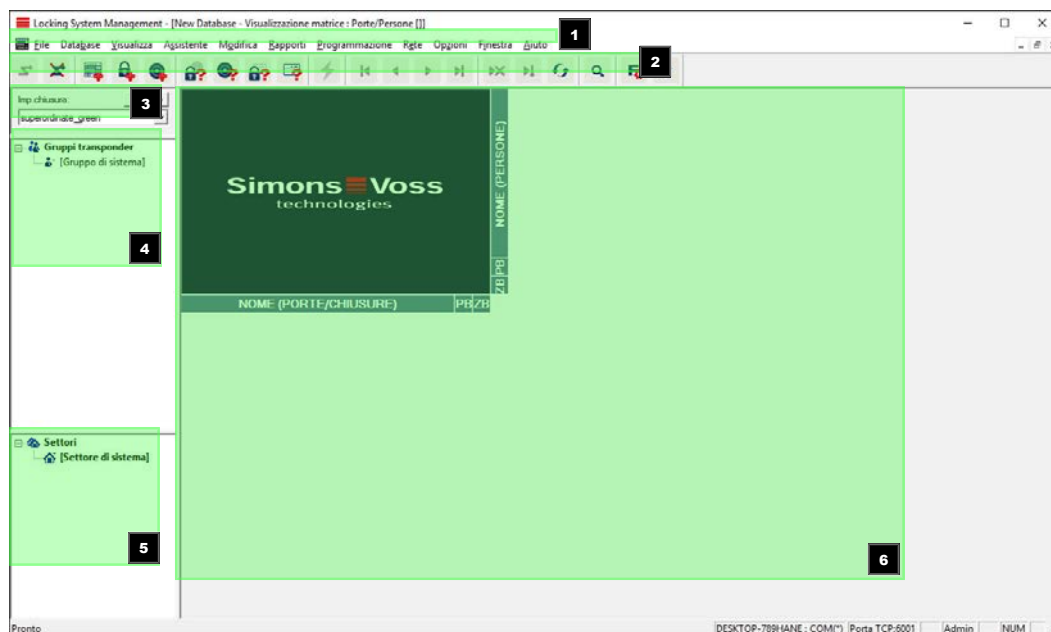 Locking System Management - [New Database - Visualizzazione matrice : Porte/Persone []]
File Database Visualizza Assistente Modifica Rapporti Programmazione Rete Opzioni Finestra Aiuto
1
2
Imp.chiusura:
3
superordinate_green
Gruppi transponder
[Gruppo di sistema]
4
Simons Voss
technologies
NOME (PERSONE)
PB
ZB
NOME (PORTE/CHIUSURE) PB ZB
Settori
[Settore di sistema]
5
6
Pronto
DESKTOP-789HANE : COM(*) Porta TCP:6001 Admin NUM